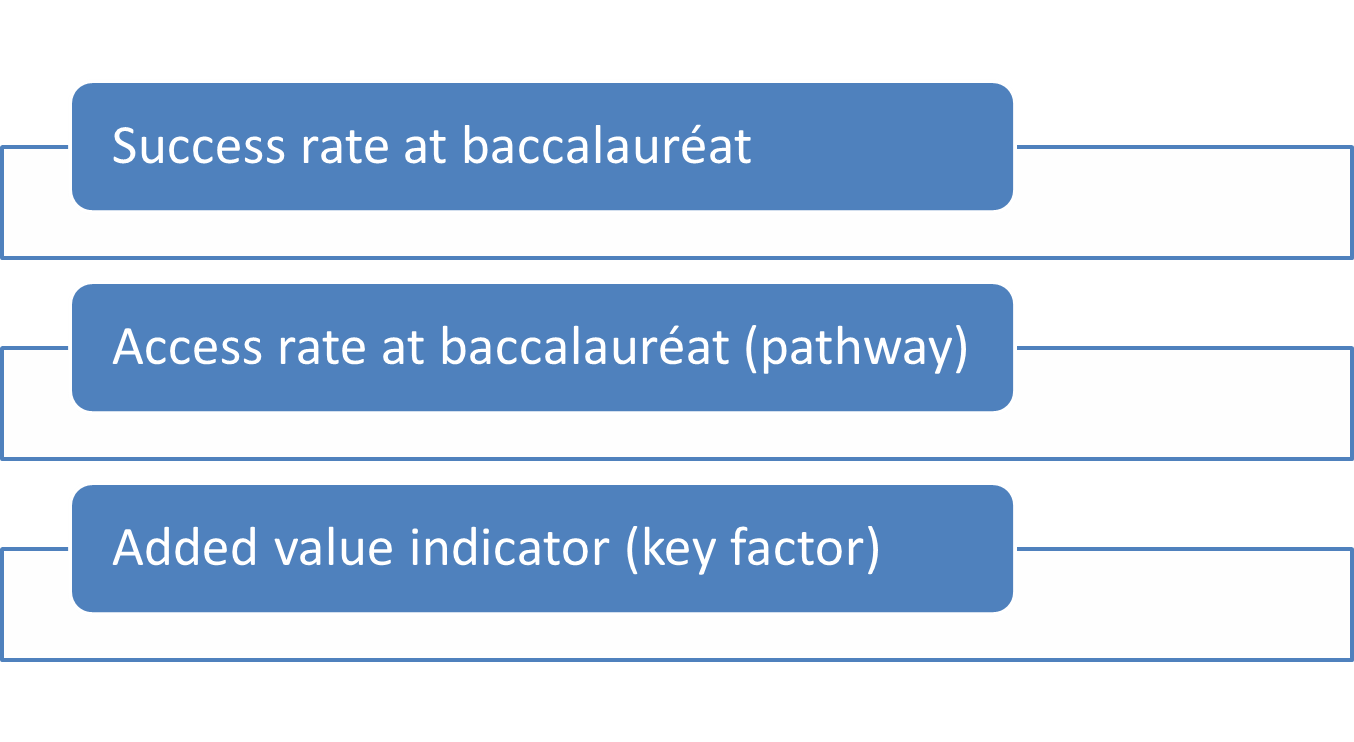 Success rate at baccalauréat
Access rate at baccalauréat (pathway)
Added value indicator (key factor)